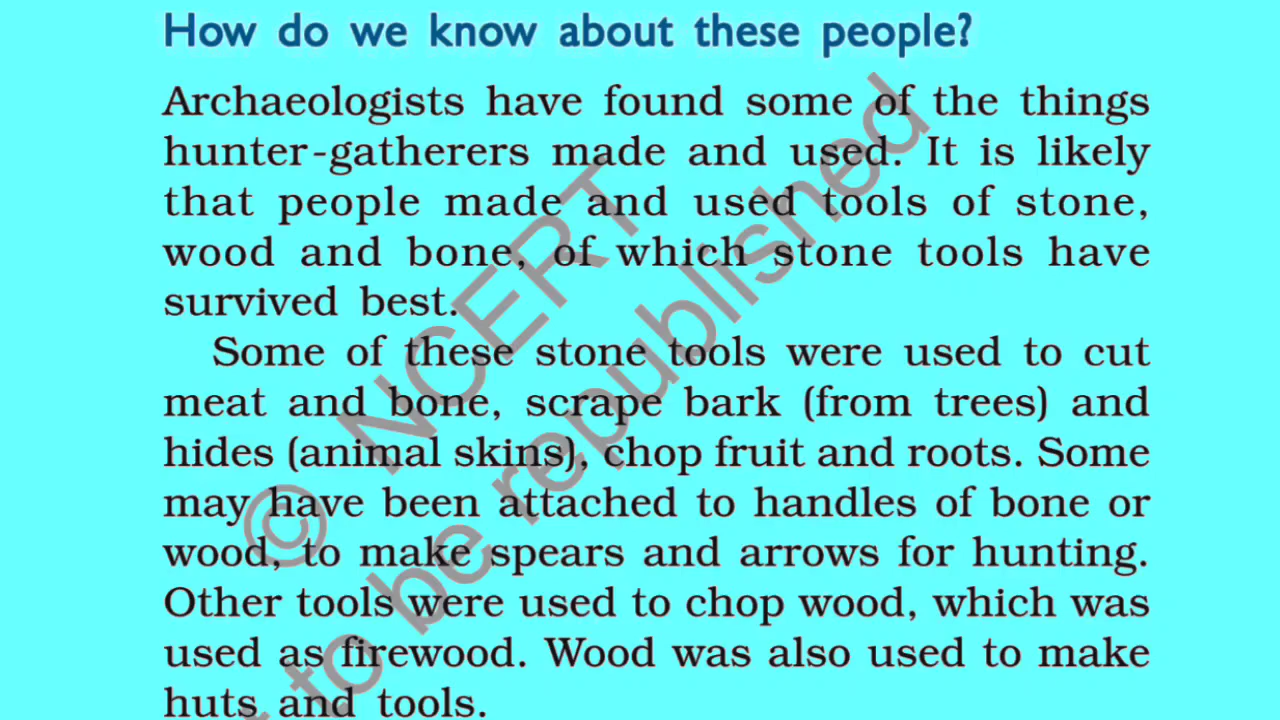 How do we know about these people?
Archaeologists have found some of the things
hunter-gatherers made and used. It is likely
that people made and used tools of stone,
wood and bone, of which stone tools have
survived best.
Some of these stone tools were used to cut
meat and bone, scrape bark (from trees) and
hides (animal skins), chop fruit and roots. Some
may have been attached to handles of bone or
wood, to make spears and arrows for hunting.
Other tools were used to chop wood, which was
used as firewood. Wood was also used to make
huts and tools.
© NCERT
to be republished